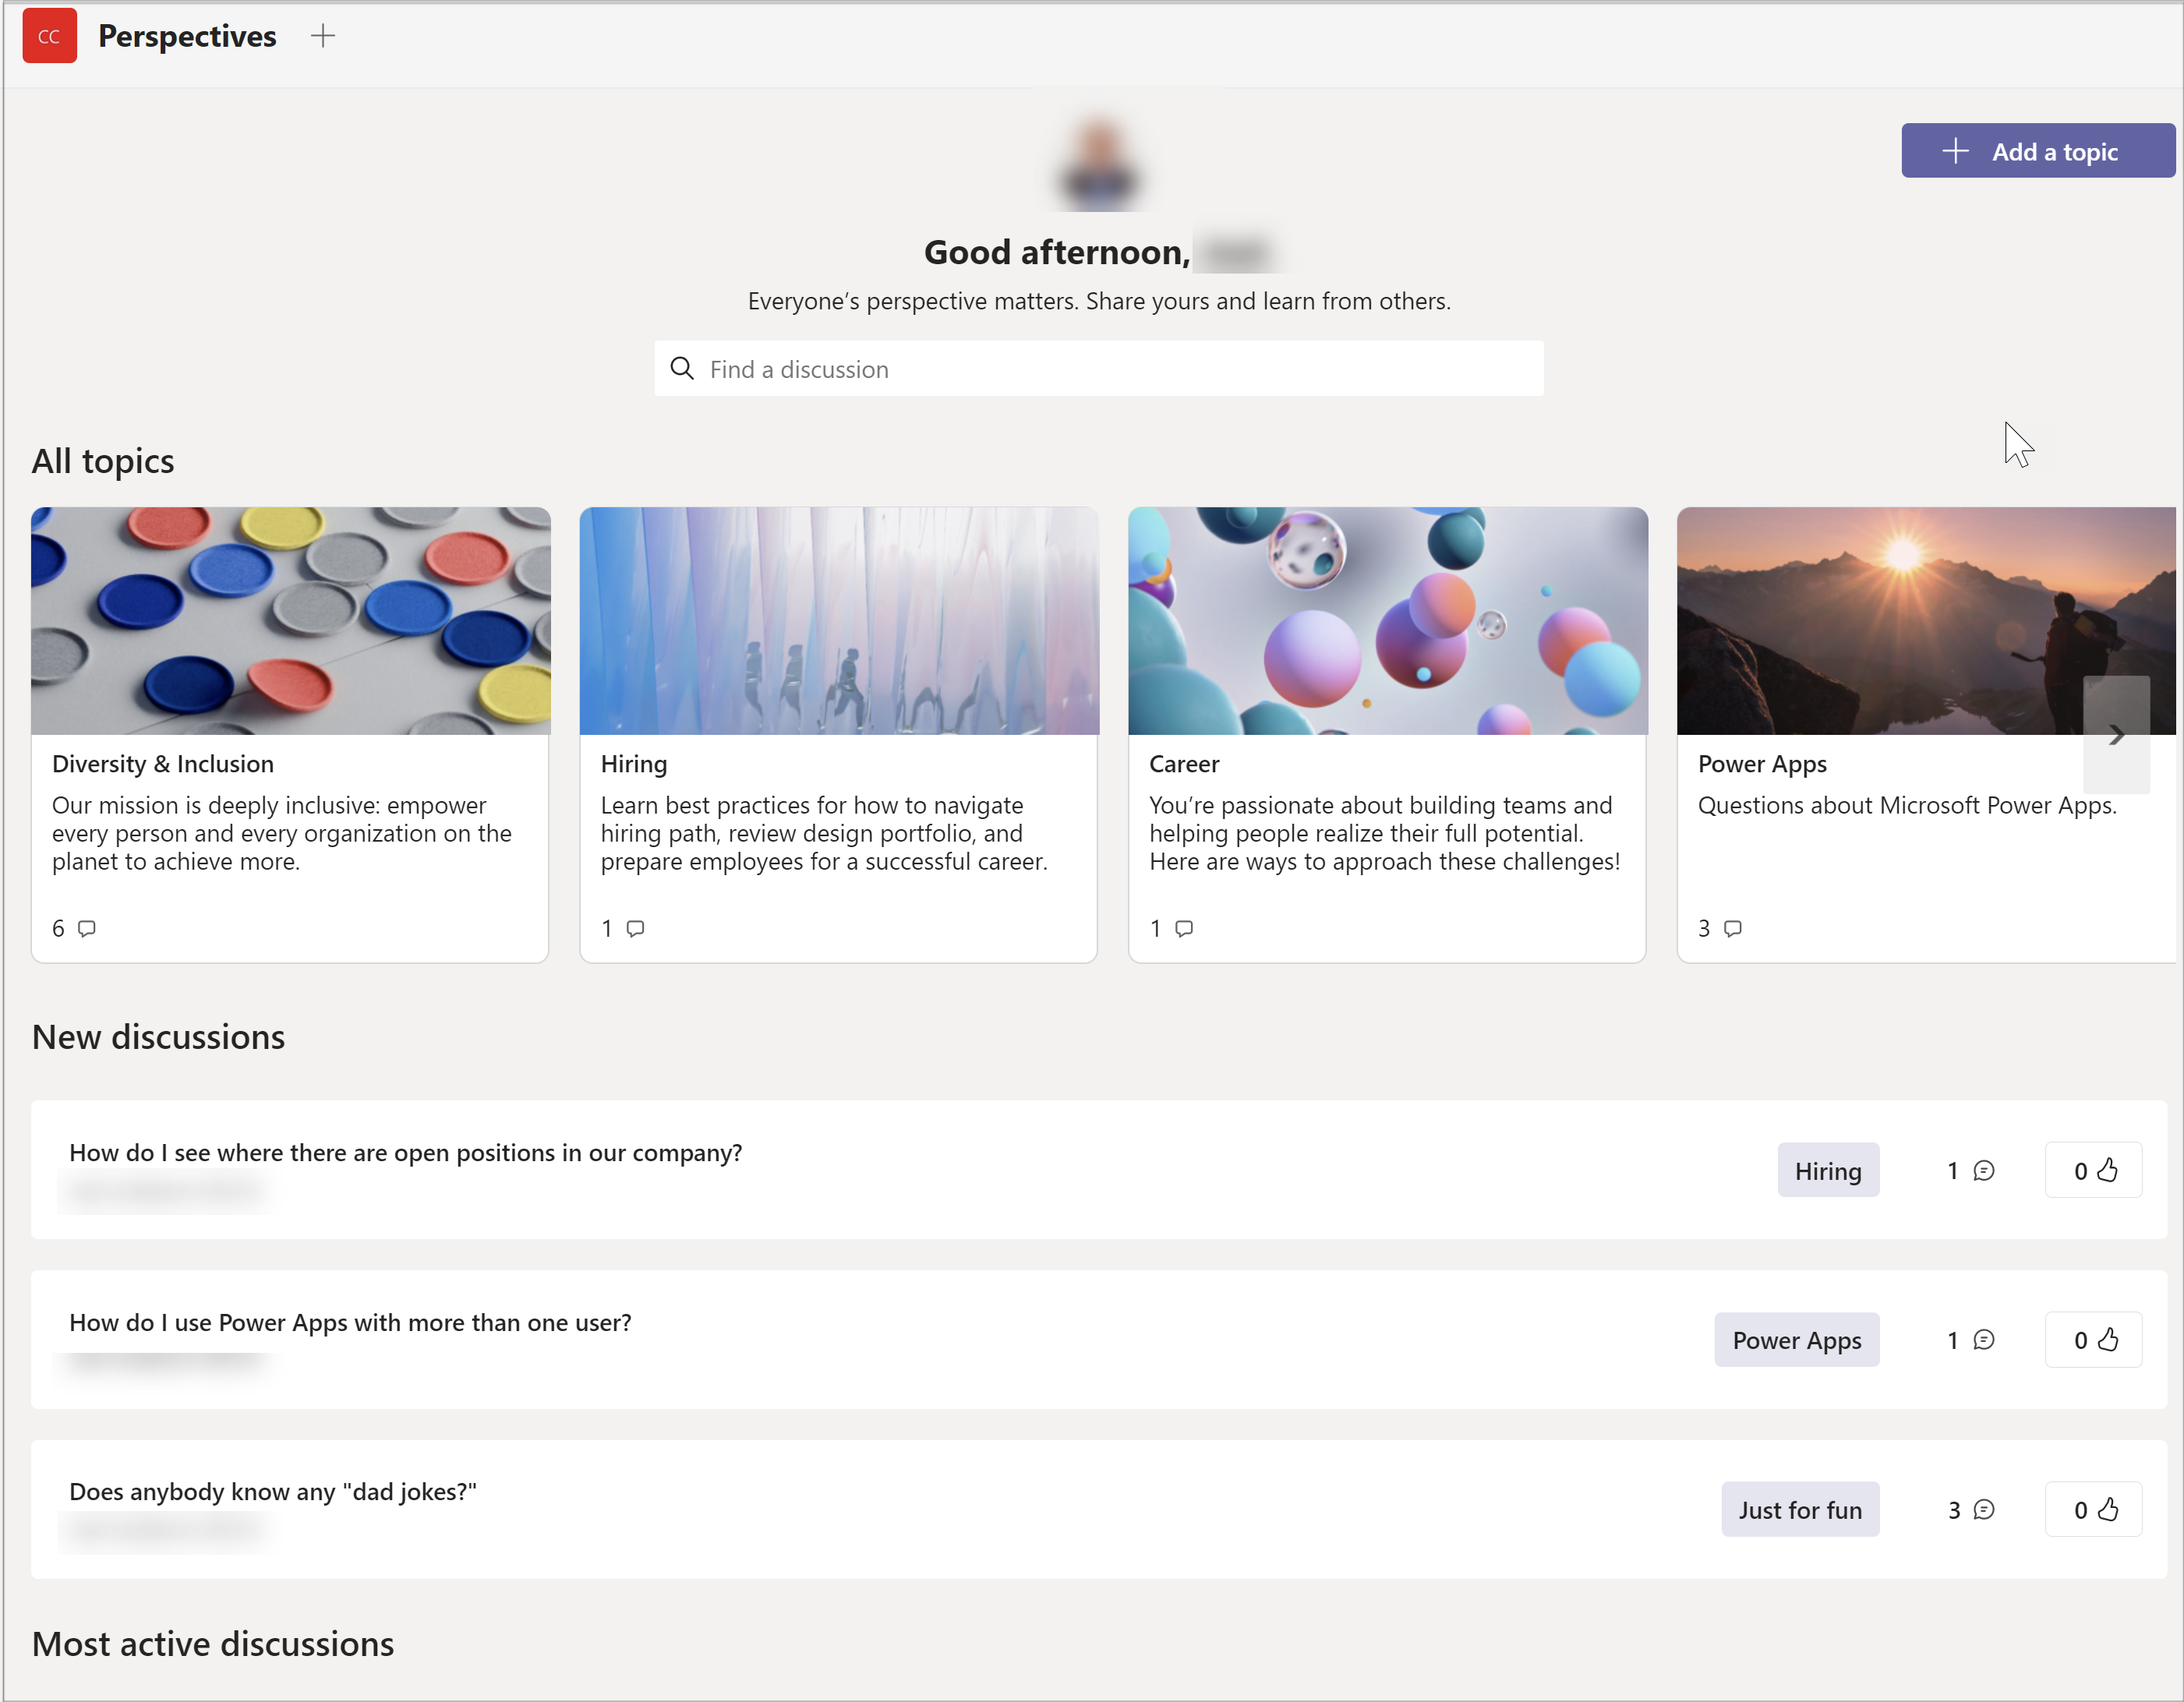 CC
Perspectives
Add a topic
Good afternoon,
Everyone’s perspective matters. Share yours and learn from others.
Find a discussion
All topics
Diversity & Inclusion
Our mission is deeply inclusive: empower
every person and every organization on the
planet to achieve more.
6
Hiring
Learn best practices for how to navigate
hiring path, review design portfolio, and
prepare employees for a successful career.
1
Career
You’re passionate about building teams and
helping people realize their full potential.
Here are ways to approach these challenges!
1
Power Apps
Questions about Microsoft Power Apps.
3
New discussions
How do I see where there are open positions in our company?
Hiring
1
0
How do I use Power Apps with more than one user?
Power Apps
1
0
Does anybody know any "dad jokes?"
Just for fun
3
0
Most active discussions